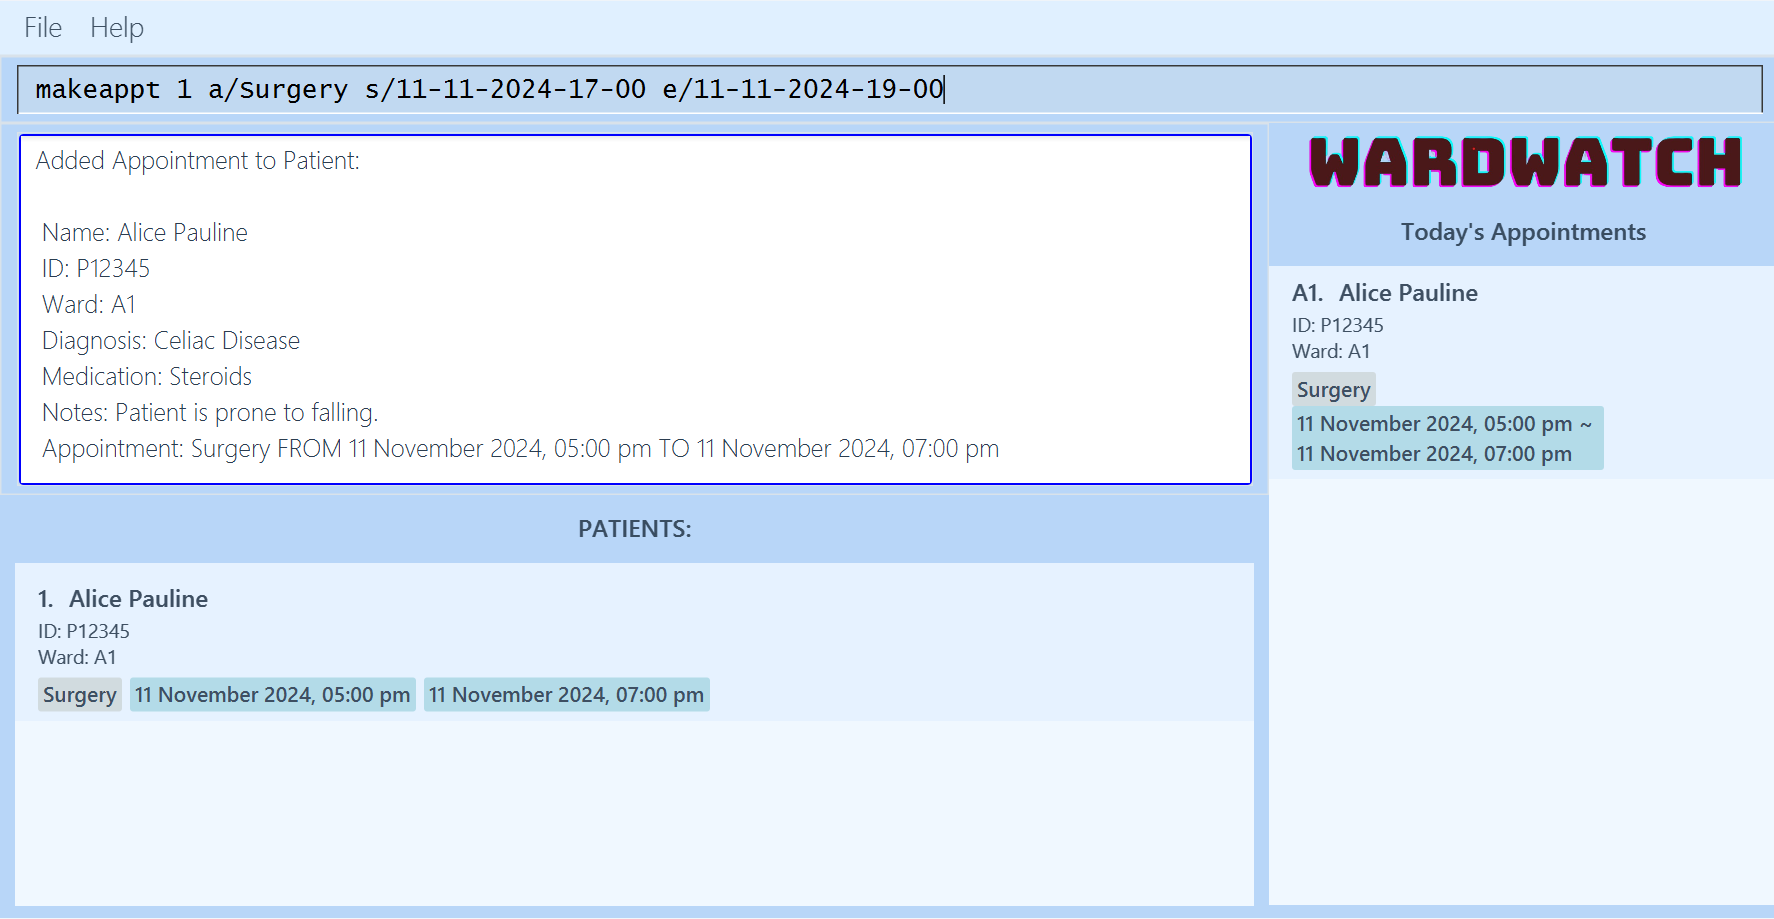 File Help
makeappt 1 a/Surgery s/11-11-2024-17-00 e/11-11-2024-19-00
Added Appointment to Patient:
Name: Alice Pauline
ID: P12345
Ward: A1
Diagnosis: Celiac Disease
Medication: Steroids
Notes: Patient is prone to falling.
Appointment: Surgery FROM 11 November 2024, 05:00 pm TO 11 November 2024, 07:00 pm
PATIENTS:
1. Alice Pauline
ID: P12345
Ward: A1
Surgery 11 November 2024, 05:00 pm 11 November 2024, 07:00 pm
WARDWATCH
Today's Appointments
A1. Alice Pauline
ID: P12345
Ward: A1
Surgery
11 November 2024, 05:00 pm ~
11 November 2024, 07:00 pm